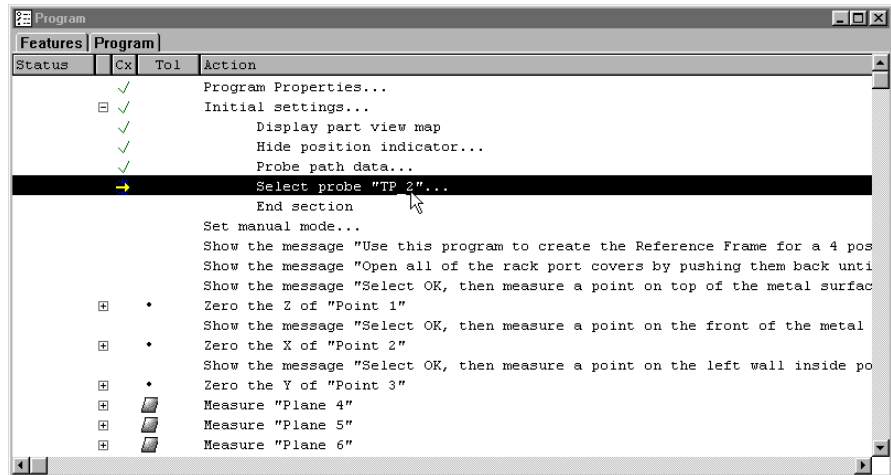 Program
Features Program
Status Cx Tol Action
Program Properties...
Initial settings...
Display part view map
Hide position indicator...
Probe path data...
Select probe "TP_2"...
End section
Set manual mode...
Show the message "Use this program to create the Reference Frame for a 4 pos
Show the message "Open all of the rack port covers by pushing them back unti
Show the message "Select OK, then measure a point on top of the metal surfac
Zero the Z of "Point 1"
Show the message "Select OK, then measure a point on the front of the metal
Zero the X of "Point 2"
Show the message "Select OK, then measure a point on the left wall inside po
Zero the Y of "Point 3"
Measure "Plane 4"
Measure "Plane 5"
Measure "Plane 6"